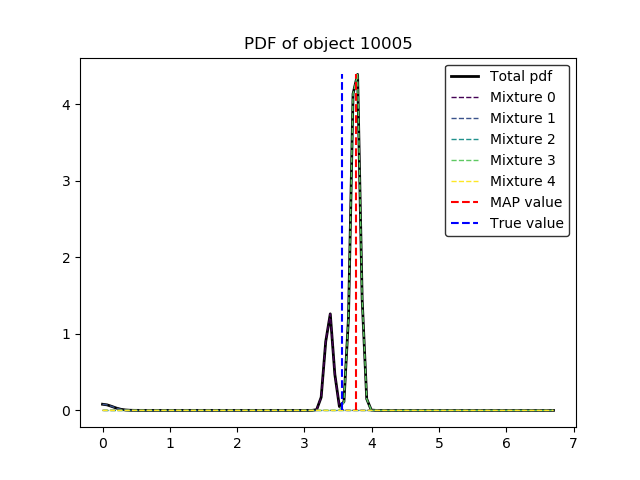 PDF of object 10005
Total pdf
Mixture 0
Mixture 1
Mixture 2
Mixture 3
Mixture 4
MAP value
True value
4
3
2
1
0
0 1 2 3 4 5 6 7